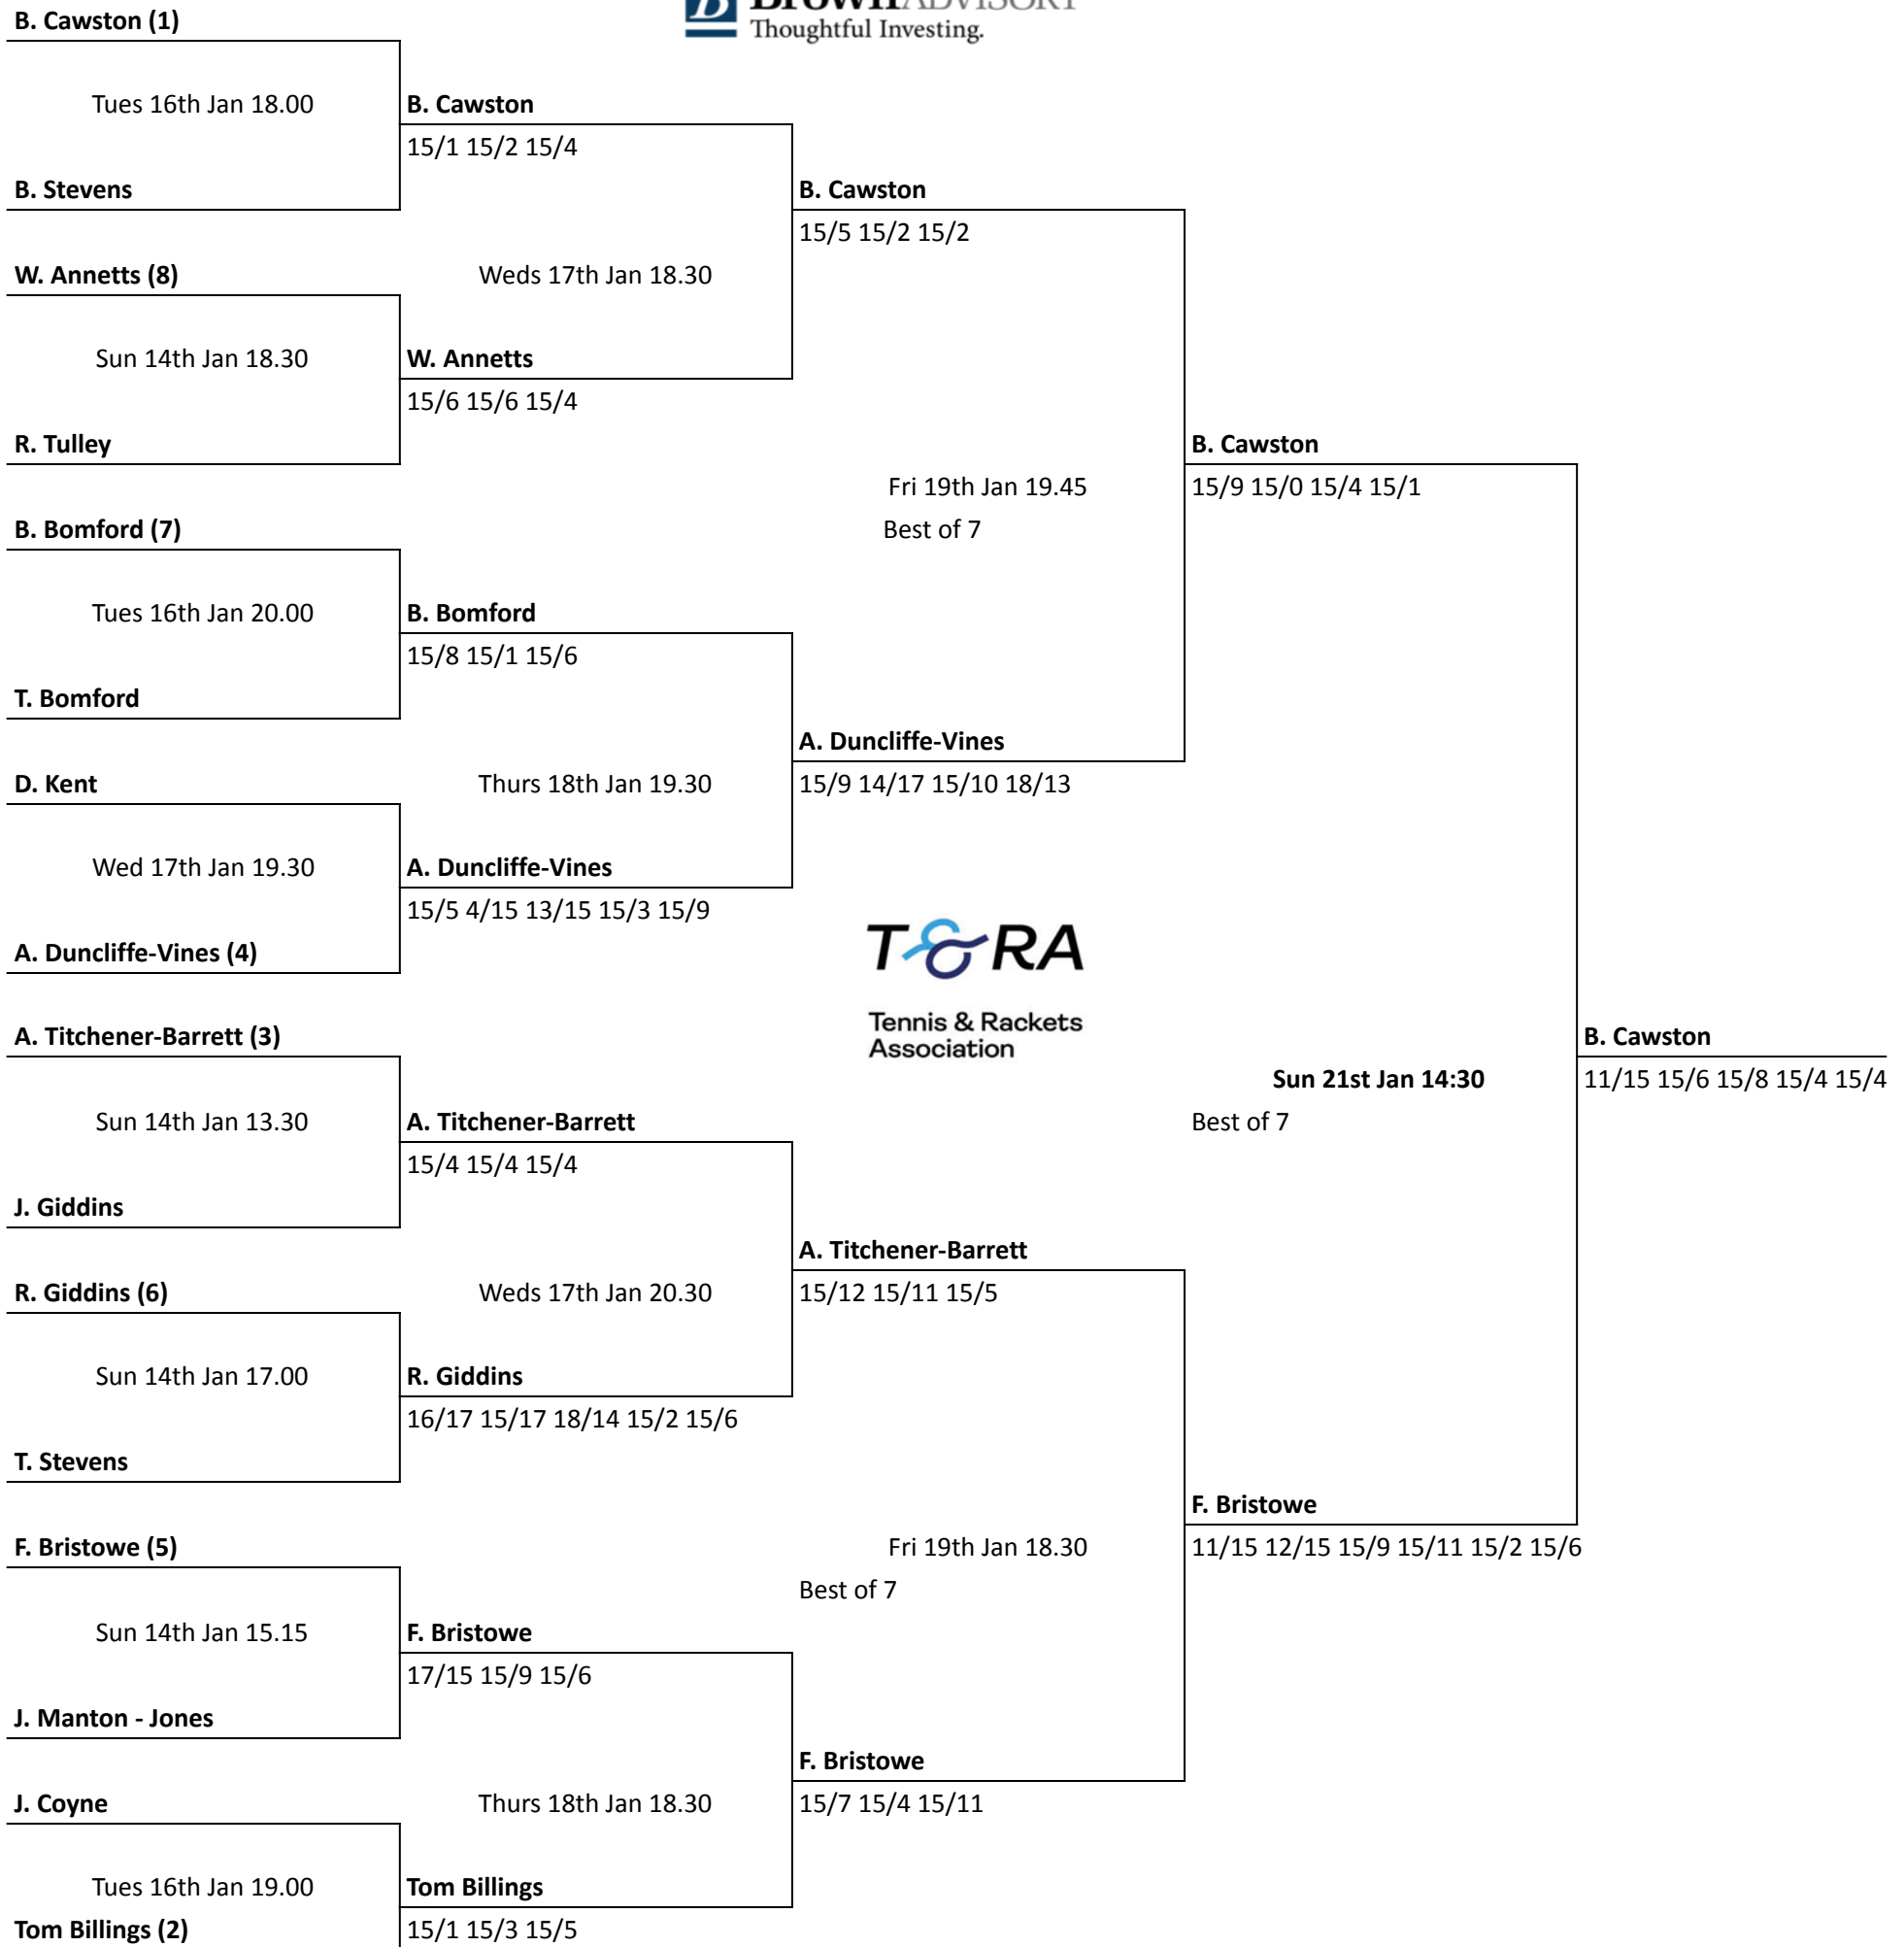 B. Cawston (1)
Thoughtful Investing.
Tues 16th Jan 18.00
B. Cawston
15/1 15/2 15/4
B. Stevens
B. Cawston
15/5 15/2 15/2
W. Annetts (8)
Weds 17th Jan 18.30
Sun 14th Jan 18.30
W. Annetts
15/6 15/6 15/4
R. Tulley
B. Cawston
Fri 19th Jan 19.45
15/9 15/0 15/4 15/1
B. Bomford (7)
Best of 7
Tues 16th Jan 20.00
B. Bomford
15/8 15/1 15/6
T. Bomford
A. Duncliffe-Vines
D. Kent
Thurs 18th Jan 19.30
15/9 14/17 15/10 18/13
Wed 17th Jan 19.30
A. Duncliffe-Vines
15/5 4/15 13/15 15/3 15/9
A. Duncliffe-Vines (4)
T&RA
Tennis & Rackets
Association
A. Titchener-Barrett (3)
B. Cawston
Sun 21st Jan 14:30
11/15 15/6 15/8 15/4 15/4
Sun 14th Jan 13.30
A. Titchener-Barrett
Best of 7
15/4 15/4 15/4
J. Giddins
A. Titchener-Barrett
R. Giddins (6)
Weds 17th Jan 20.30
15/12 15/11 15/5
Sun 14th Jan 17.00
R. Giddins
16/17 15/17 18/14 15/2 15/6
T. Stevens
F. Bristowe
F. Bristowe (5)
Fri 19th Jan 18.30
11/15 12/15 15/9 15/11 15/2 15/6
Best of 7
Sun 14th Jan 15.15
F. Bristowe
17/15 15/9 15/6
J. Manton - Jones
F. Bristowe
J. Coyne
Thurs 18th Jan 18.30
15/7 15/4 15/11
Tues 16th Jan 19.00
Tom Billings
Tom Billings (2)
15/1 15/3 15/5